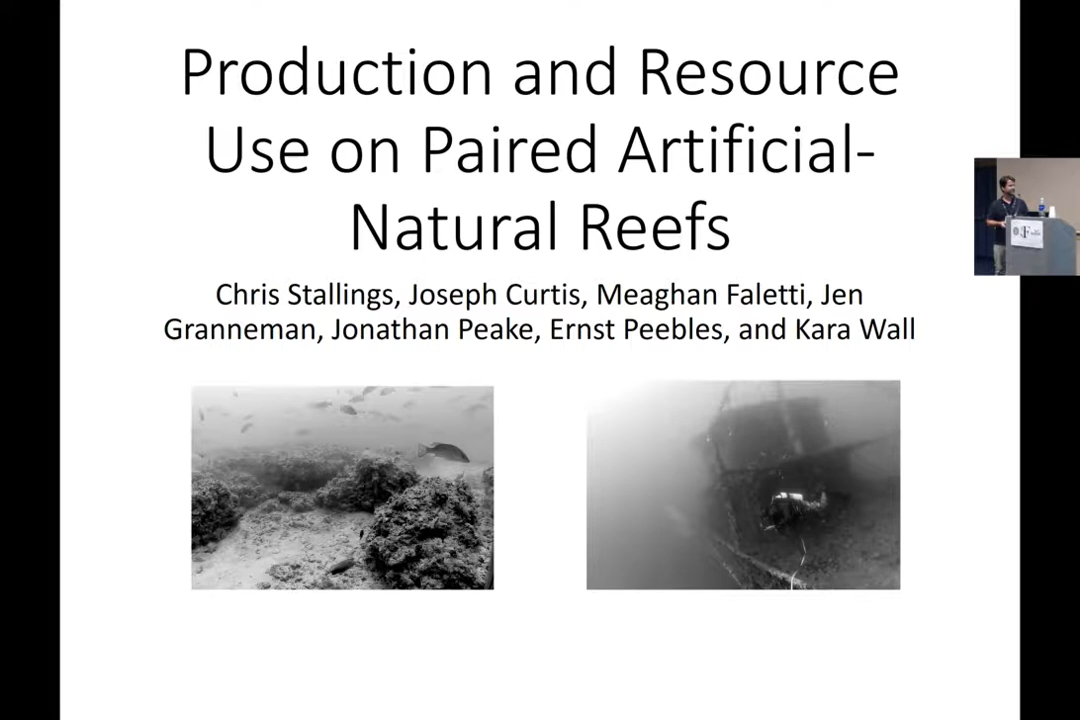 Production and Resource
Use on Paired Artificial-
Natural Reefs
Chris Stallings, Joseph Curtis, Meaghan Faletti, Jen
Granneman, Jonathan Peake, Ernst Peebles, and Kara Wall